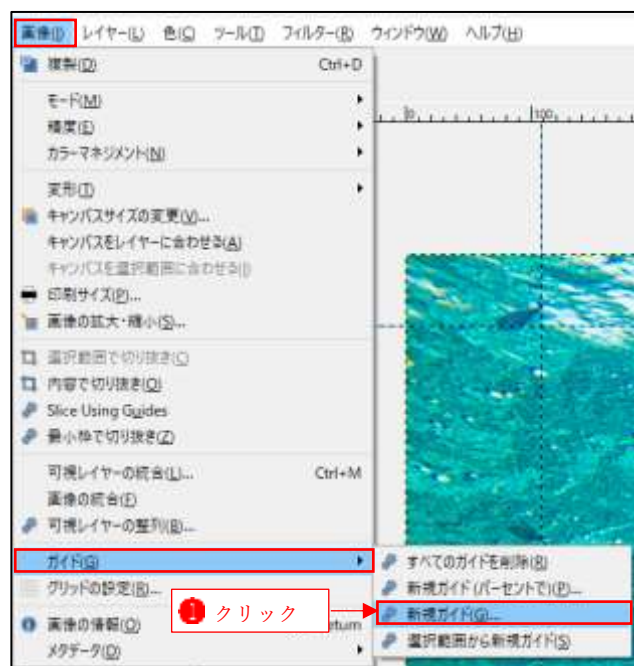 画像(I) レイヤー(L) 色(C) ツール(T) フィルター(R) ウィンドウ(W) ヘルプ(H)
複製(D) Ctrl+D
モード(M)
精度(E)
カラーマネジメント(N)
変形(T)
キャンバスサイズの変更(V)...
キャンバスをレイヤーに合わせる(A)
キャンバスを選択範囲に合わせる(I)
印刷サイズ(P)...
画像の拡大・縮小(S)...
選択範囲で切り抜き(C
内容で切り抜き(O)
Slice Using Guides
最小枠で切り抜き(Z)
可視レイヤーの統合(L)... Ctrl+M
画像の統合(F)
可視レイヤーの整列(B)...
ガイド(G)
グリッドの設定(R)...
画像の情報(O) eturn
メタデータ(D)
0 100
すべてのガイドを削除(R)
新規ガイド (パーセントで)(P)...
新規ガイド(G)...
選択範囲から新規ガイド(S)
1 クリック